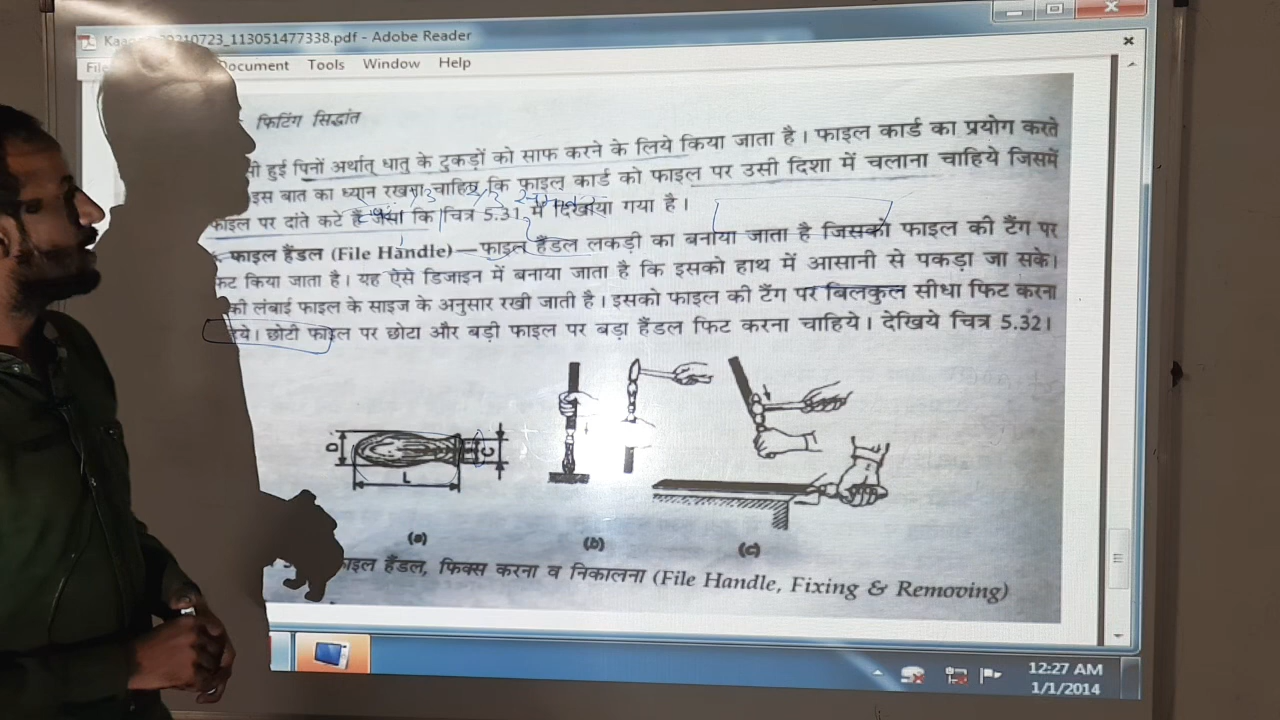 20210723_113051477338.pdf - Adobe Reader
Document Tools Window Help
फिटिंग सिद्धांत
हुई पिनों अर्थात् धातु के टुकड़ों को साफ करने के लिये किया जाता है। फाइल कार्ड का प्रयोग करते
इस बात का ध्यान रखना चाहिए कि फाइल कार्ड को फाइल पर उसी दिशा में चलाना चाहिये जिसमें
फाइल पर दांते कटे हैं जैसा कि चित्र 5.31 में दिखाया गया है।
फाइल हैंडल (File Handle)—फाइल हैंडल लकड़ी का बनाया जाता है जिसको फाइल की टैंग पर
किया जाता है। यह ऐसे डिजाइन में बनाया जाता है कि इसको हाथ में आसानी से पकड़ा जा सके।
की लंबाई फाइल के साइज के अनुसार रखी जाती है। इसको फाइल की टैंग पर बिलकुल सीधा फिट करना
छोटी फाइल पर छोटा और बड़ी फाइल पर बड़ा हैंडल फिट करना चाहिये। देखिये चित्र 5.32।
D L C
(a) (b) (c)
हैंडल, फिक्स करना व निकालना (File Handle, Fixing & Removing)
12:27 AM
1/1/2014